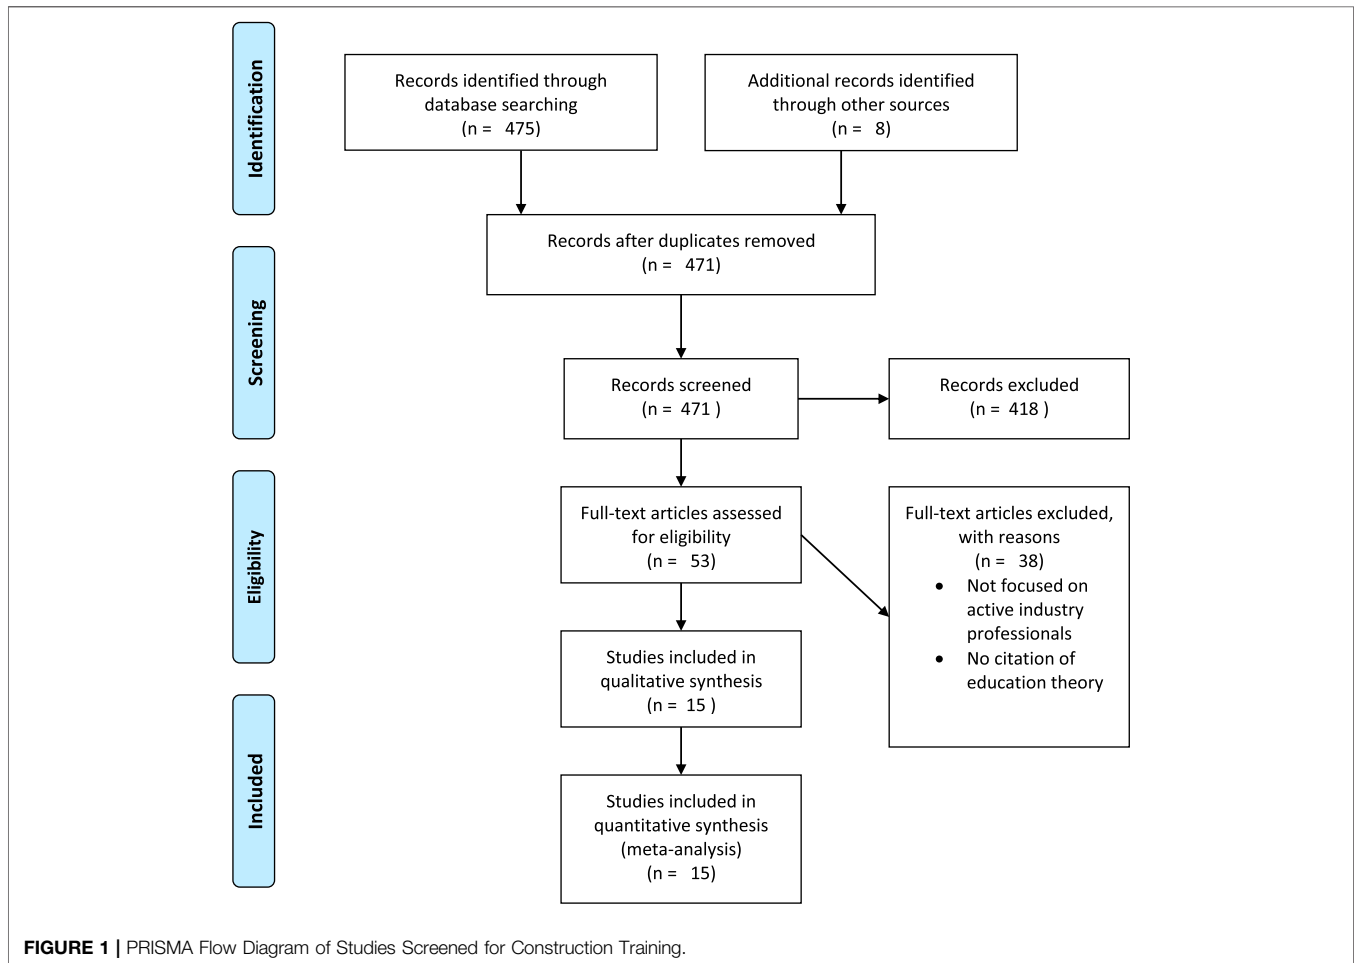 Identification
Records identified through
database searching
(n =   475)
Additional records identified
through other sources
(n =   8)
Records after duplicates removed
(n =   471)
Screening
Records screened
(n =  471 )
Records excluded
(n =  418 )
Eligibility
Full-text articles assessed
for eligibility
(n =   53)
Full-text articles excluded,
with reasons
(n =   38)
● Not focused on
active industry
professionals
● No citation of
education theory
Studies included in
qualitative synthesis
(n =  15 )
Included
Studies included in
quantitative synthesis
(meta-analysis)
(n =   15)
FIGURE 1 | PRISMA Flow Diagram of Studies Screened for Construction Training.